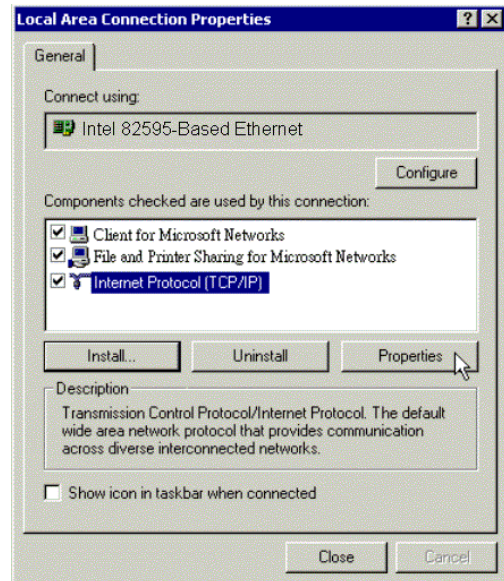 Local Area Connection Properties
General
Connect using:
Intel 82595-Based Ethernet
Configure
Components checked are used by this connection:
Client for Microsoft Networks
File and Printer Sharing for Microsoft Networks
Internet Protocol (TCP/IP)
Install... Uninstall Properties
Description
Transmission Control Protocol/Internet Protocol. The default
wide area network protocol that provides communication
across diverse interconnected networks.
Show icon in taskbar when connected
Close Cancel